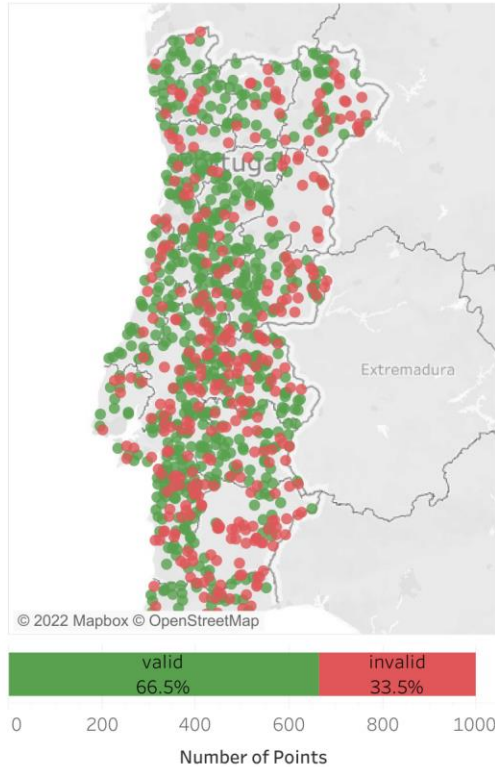 Extremadura
© 2022 Mapbox © OpenStreetMap
valid
66.5%
invalid
33.5%
0 200 400 600 800 1000
Number of Points